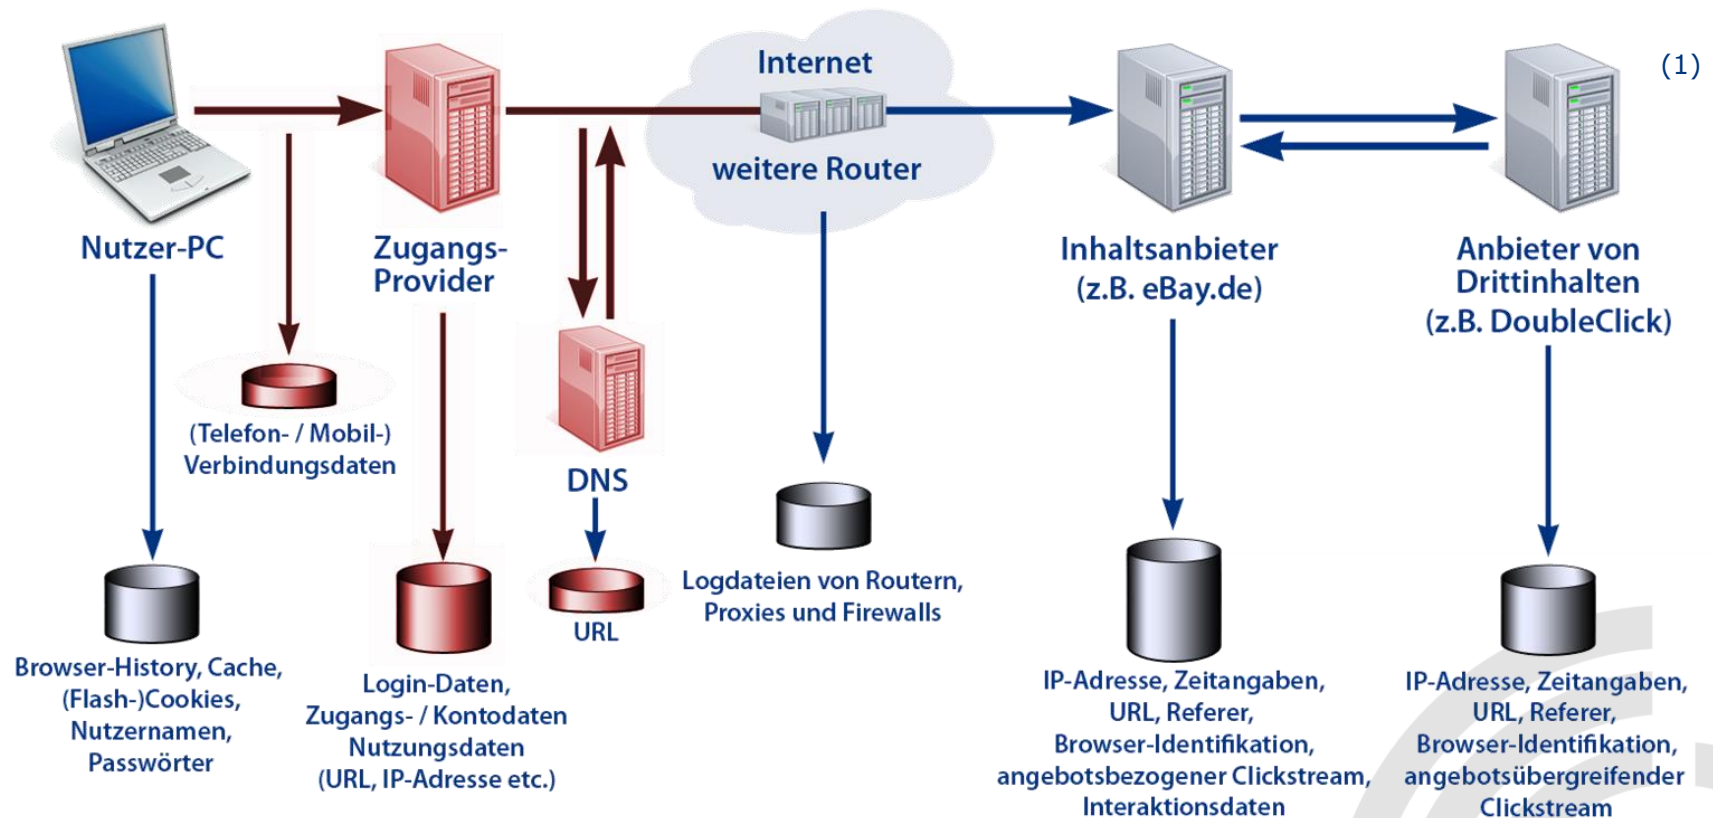 Internet
(1)
weitere Router
Nutzer-PC
Zugangs-
Provider
Inhaltsanbieter
(z.B. eBay.de)
Anbieter von
Drittinhalten
(z.B. DoubleClick)
(Telefon- / Mobil-)
Verbindungsdaten
DNS
URL
Logdateien von Routern,
Proxies und Firewalls
Browser-History, Cache,
(Flash-)Cookies,
Nutzernamen,
Passwörter
Login-Daten,
Zugangs- / Kontodaten
Nutzungsdaten
(URL, IP-Adresse etc.)
IP-Adresse, Zeitangaben,
URL, Referer,
Browser-Identifikation,
angebotsbezogener Clickstream,
Interaktionsdaten
IP-Adresse, Zeitangaben,
URL, Referer,
Browser-Identifikation,
angebotsübergreifender
Clickstream